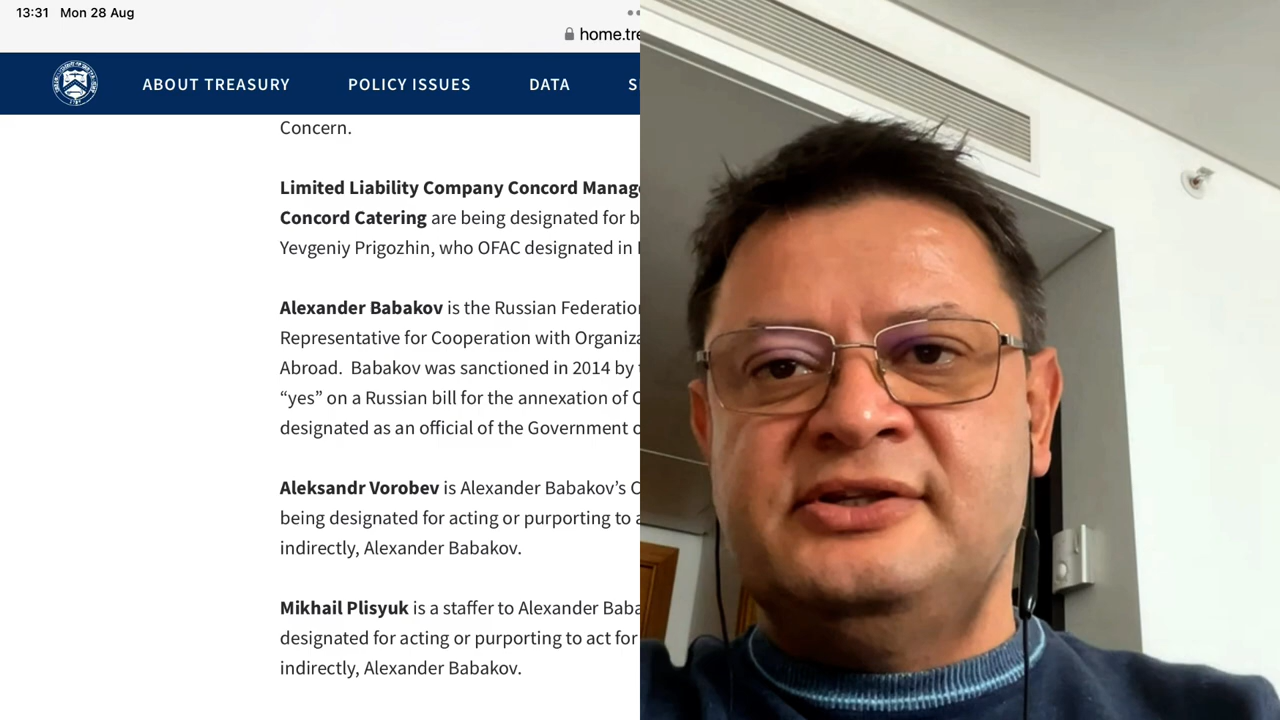 13:31 Mon 28 Aug
home.tre
ABOUT TREASURY POLICY ISSUES DATA S
Concern.
Limited Liability Company Concord Manage
Concord Catering are being designated for b
Yevgeniy Prigozhin, who OFAC designated in
Alexander Babakov is the Russian Federation
Representative for Cooperation with Organiza
Abroad. Babakov was sanctioned in 2014 by
“yes” on a Russian bill for the annexation of C
designated as an official of the Government o
Aleksandr Vorobev is Alexander Babakov’s C
being designated for acting or purporting to a
indirectly, Alexander Babakov.
Mikhail Plisyuk is a staffer to Alexander Baba
designated for acting or purporting to act for
indirectly, Alexander Babakov.